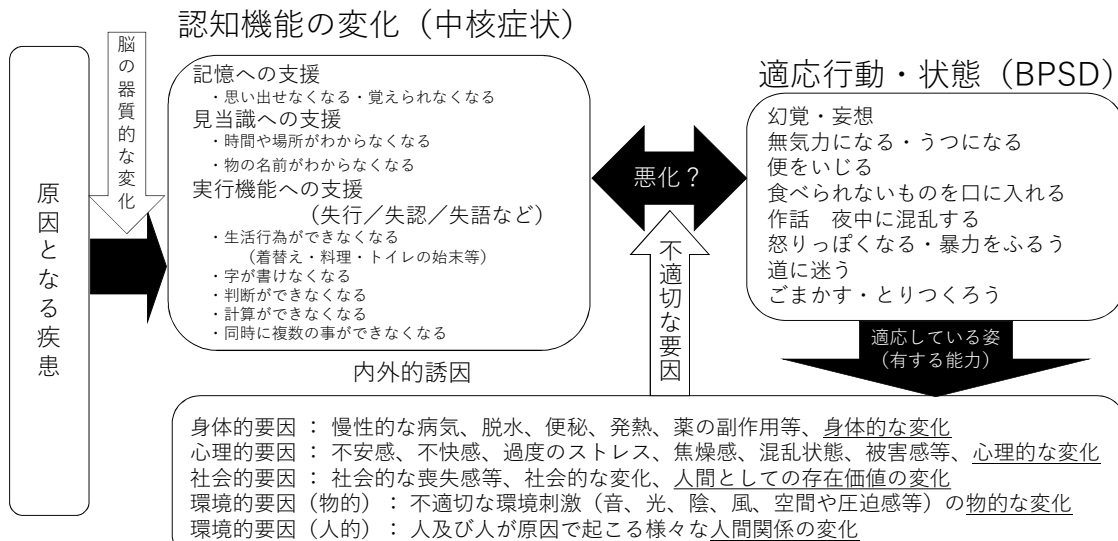 認知機能の変化（中核症状）
脳の器質的な変化
原因となる疾患
記憶への支援
・思い出せなくなる・覚えられなくなる
見当識への支援
・時間や場所がわからなくなる
・物の名前がわからなくなる
実行機能への支援
（失行／失認／失語など）
・生活行為ができなくなる
（着替え・料理・トイレの始末等）
・字が書けなくなる
・判断ができなくなる
・計算ができなくなる
・同時に複数の事ができなくなる
悪化？
不適切な要因
適応行動・状態（BPSD）
幻覚・妄想
無気力になる・うつになる
便をいじる
食べられないものを口に入れる
作話　夜中に混乱する
怒りっぽくなる・暴力をふるう
道に迷う
ごまかす・とりつくろう
適応している姿
（有する能力）
内外的誘因
身体的要因 ： 慢性的な病気、脱水、便秘、発熱、薬の副作用等、身体的な変化
心理的要因 ： 不安感、不快感、過度のストレス、焦燥感、混乱状態、被害感等、心理的な変化
社会的要因 ： 社会的な喪失感等、社会的な変化、人間としての存在価値の変化
環境的要因（物的）： 不適切な環境刺激（音、光、陰、風、空間や圧迫感等）の物的な変化
環境的要因（人的）： 人及び人が原因で起こる様々な人間関係の変化